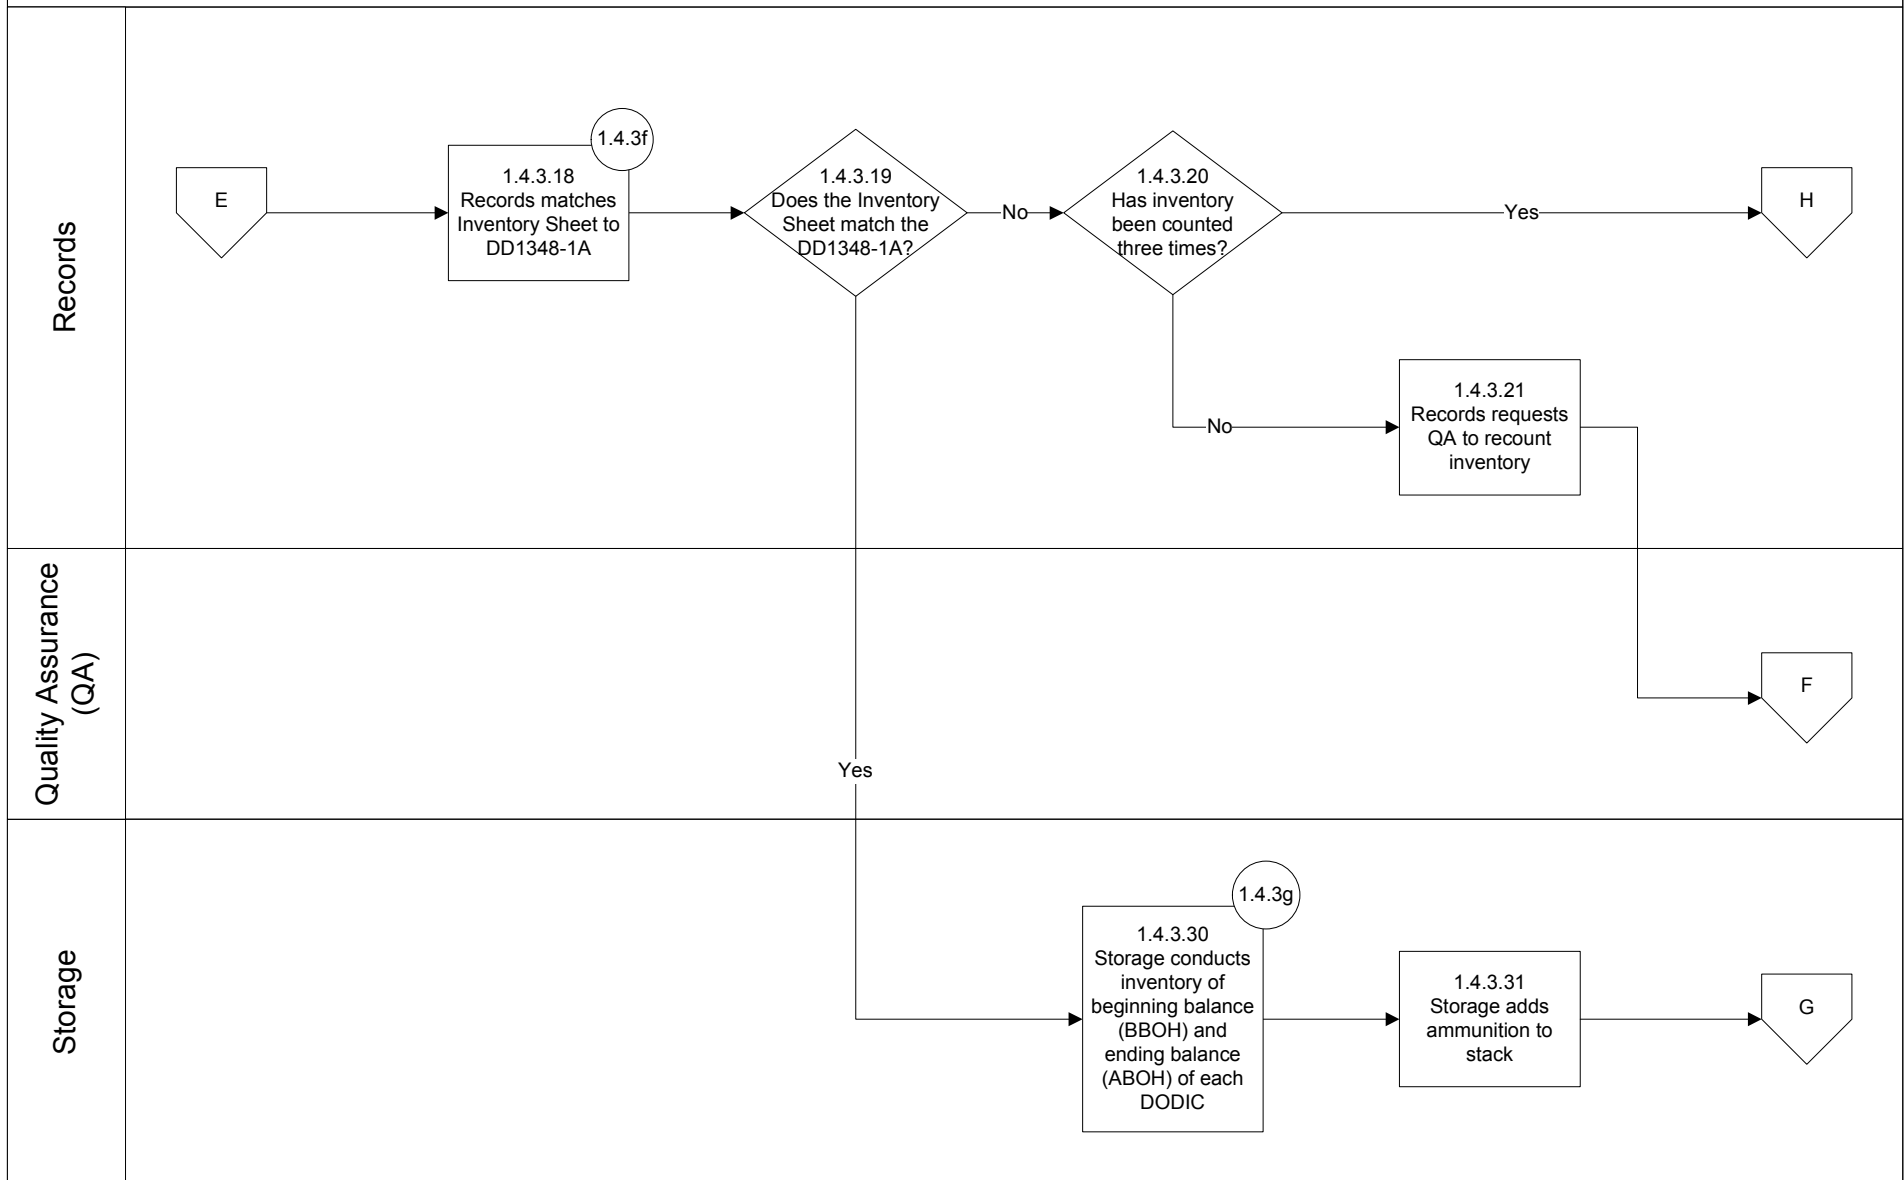 Records
E
1.4.3f
1.4.3.18
Records matches
Inventory Sheet to
DD1348-1A
1.4.3.19
Does the Inventory
Sheet match the
DD1348-1A?
No
1.4.3.20
Has inventory
been counted
three times?
Yes
H
No
1.4.3.21
Records requests
QA to recount
inventory
Quality Assurance
(QA)
F
Yes
Storage
1.4.3g
1.4.3.30
Storage conducts
inventory of
beginning balance
(BBOH) and
ending balance
(ABOH) of each
DODIC
1.4.3.31
Storage adds
ammunition to
stack
G